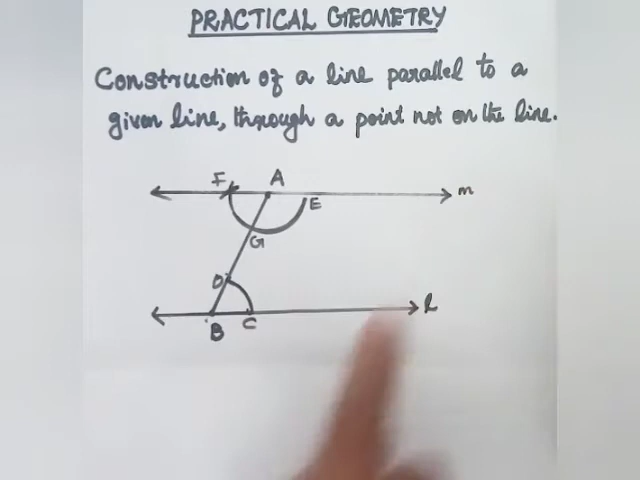 PRACTICAL GEOMETRY
Construction of a line parallel to a
given line, through a point not on the line.
F A
m
E
G
D
l
B C